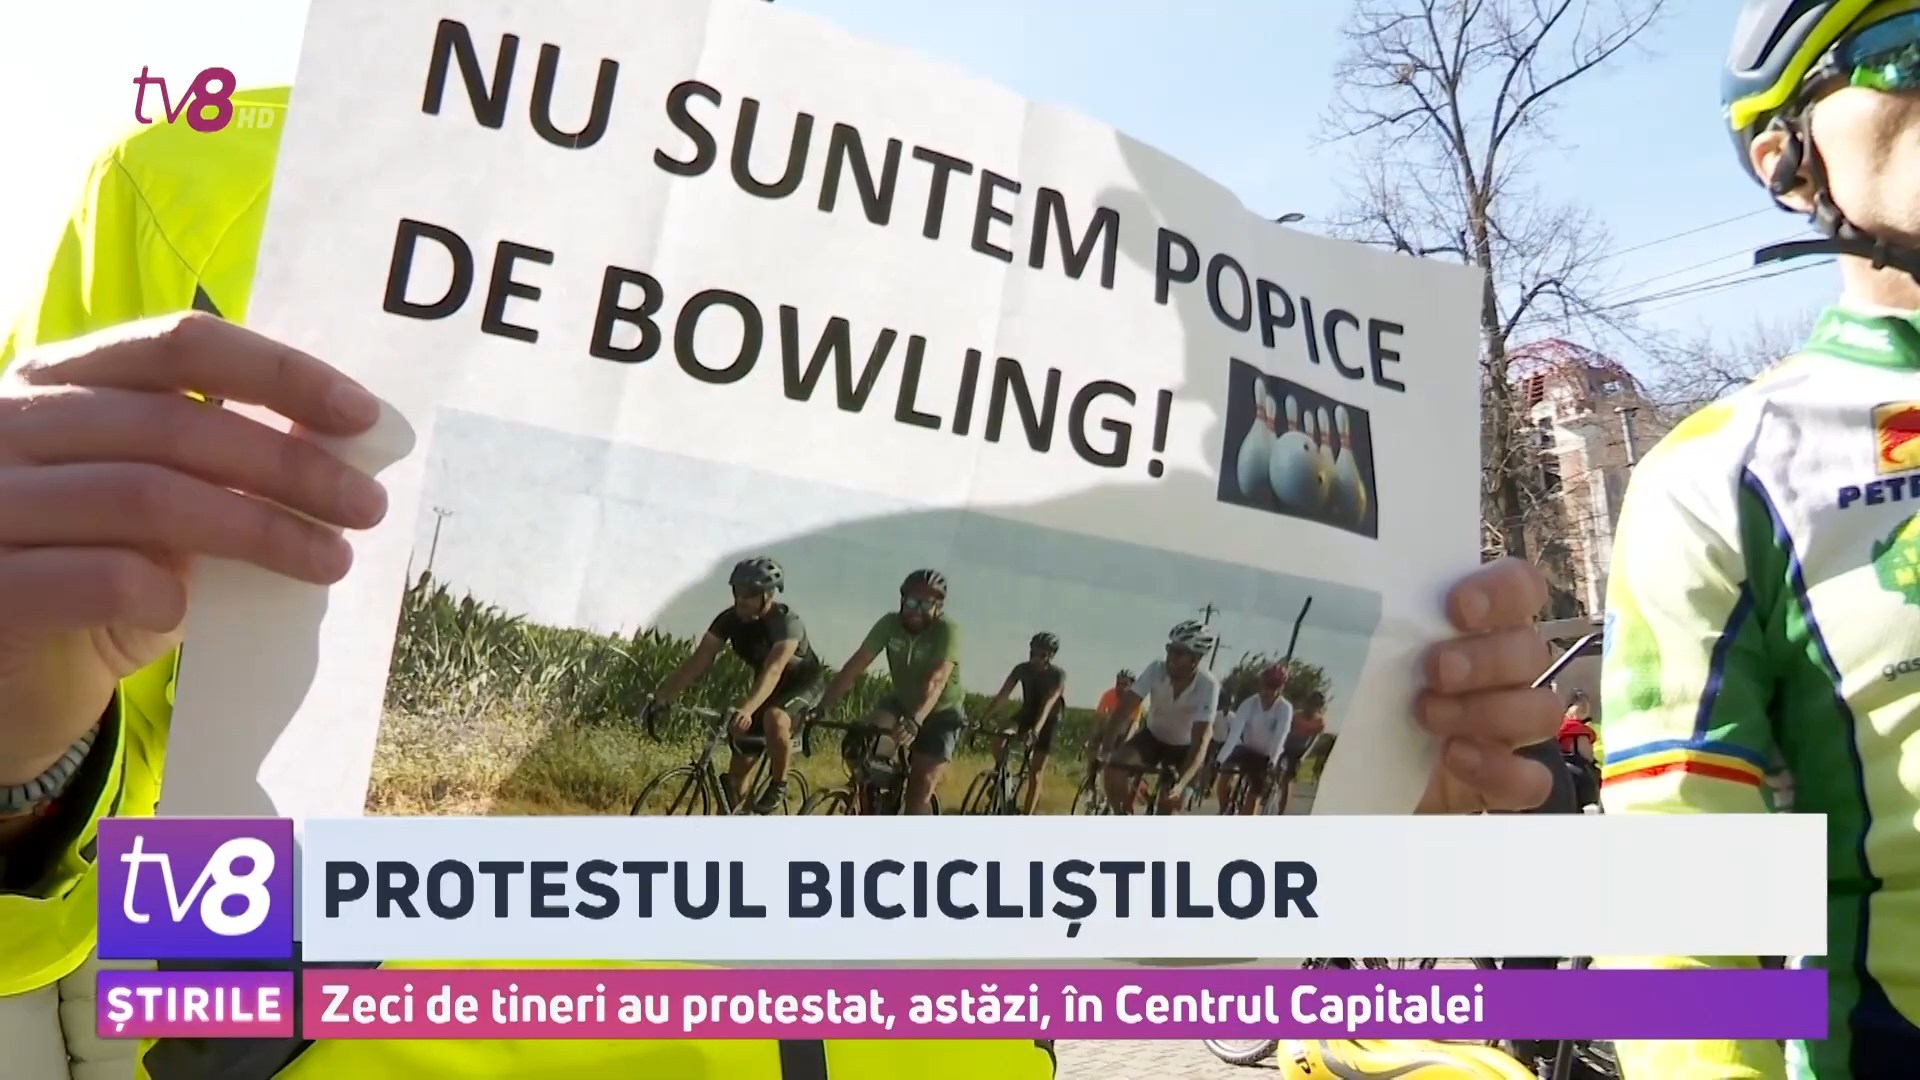 tv8 HD
NU SUNTEM POPICE
DE BOWLING!
tv8
PROTESTUL BICICLIȘTILOR
ȘTIRILE
Zeci de tineri au protestat, astăzi, în Centrul Capitalei